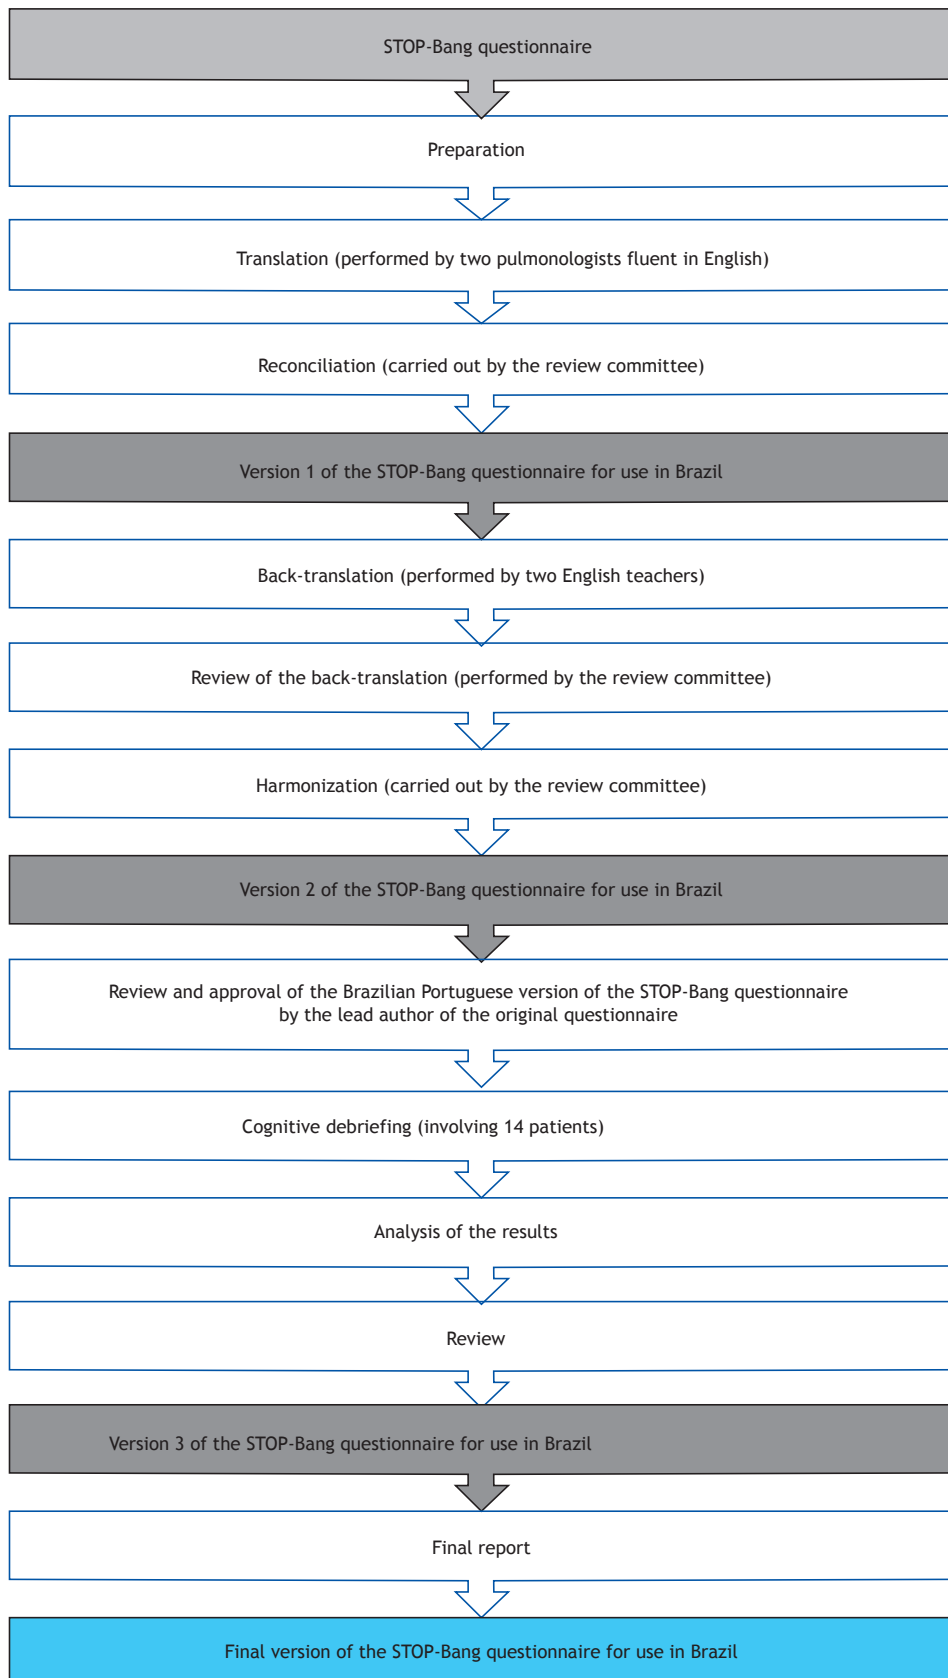 STOP-Bang questionnaire
Preparation
Translation (performed by two pulmonologists fluent in English)
Reconciliation (carried out by the review committee)
Version 1 of the STOP-Bang questionnaire for use in Brazil
Back-translation (performed by two English teachers)
Review of the back-translation (performed by the review committee)
Harmonization (carried out by the review committee)
Version 2 of the STOP-Bang questionnaire for use in Brazil
Review and approval of the Brazilian Portuguese version of the STOP-Bang questionnaire
by the lead author of the original questionnaire
Cognitive debriefing (involving 14 patients)
Analysis of the results
Review
Version 3 of the STOP-Bang questionnaire for use in Brazil
Final report
Final version of the STOP-Bang questionnaire for use in Brazil